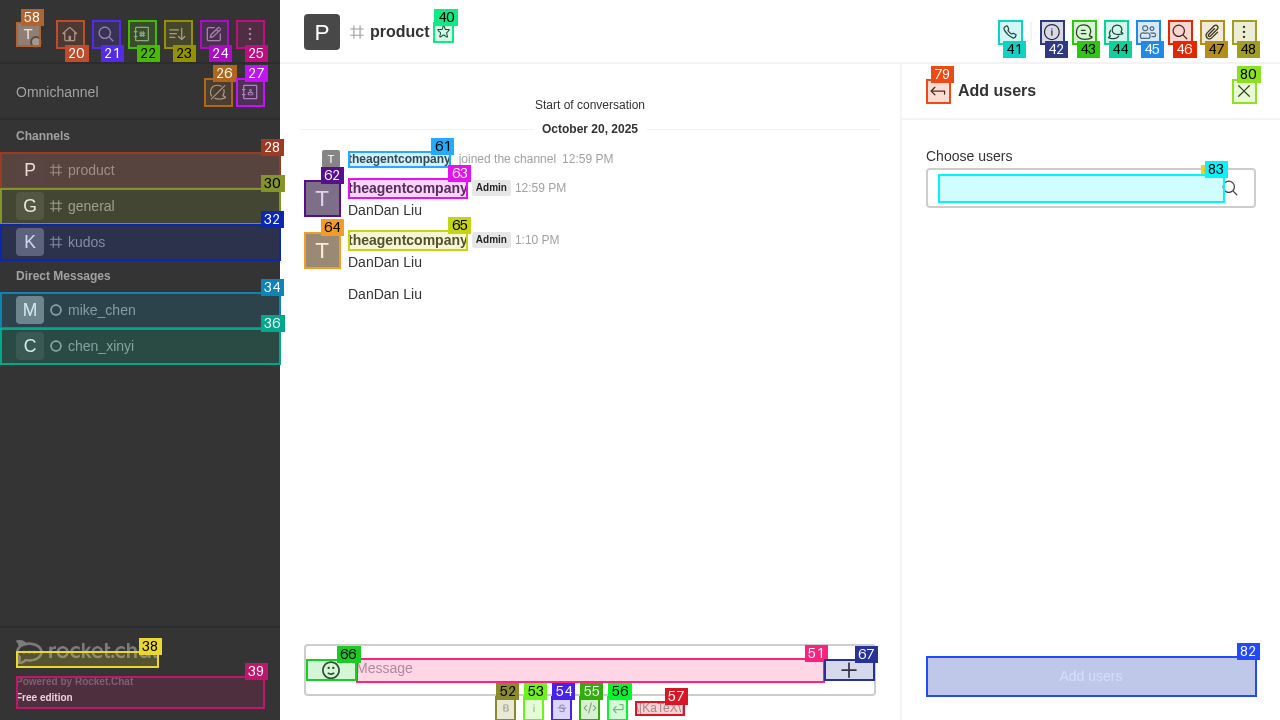 58
T
20
21
22
23
24
25
P
# product
40
41
42
43
44
45
46
47
48
Omnichannel
26
27
79
Add users
80
Channels
28
P # product
30
G # general
32
K # kudos
Direct Messages
34
M mike_chen
36
C chen_xinyi
38
rocket.cha
39
Powered by Rocket.Chat
Free edition
Start of conversation
October 20, 2025
61
T theagentcompany joined the channel 12:59 PM
62
63
T theagentcompany Admin 12:59 PM
DanDan Liu
64
65
T theagentcompany Admin 1:10 PM
DanDan Liu
DanDan Liu
66
Message
51
67
52
53
54
55
56
57
B
i
S
</>
\[KaTeX\]
Choose users
83
82
Add users